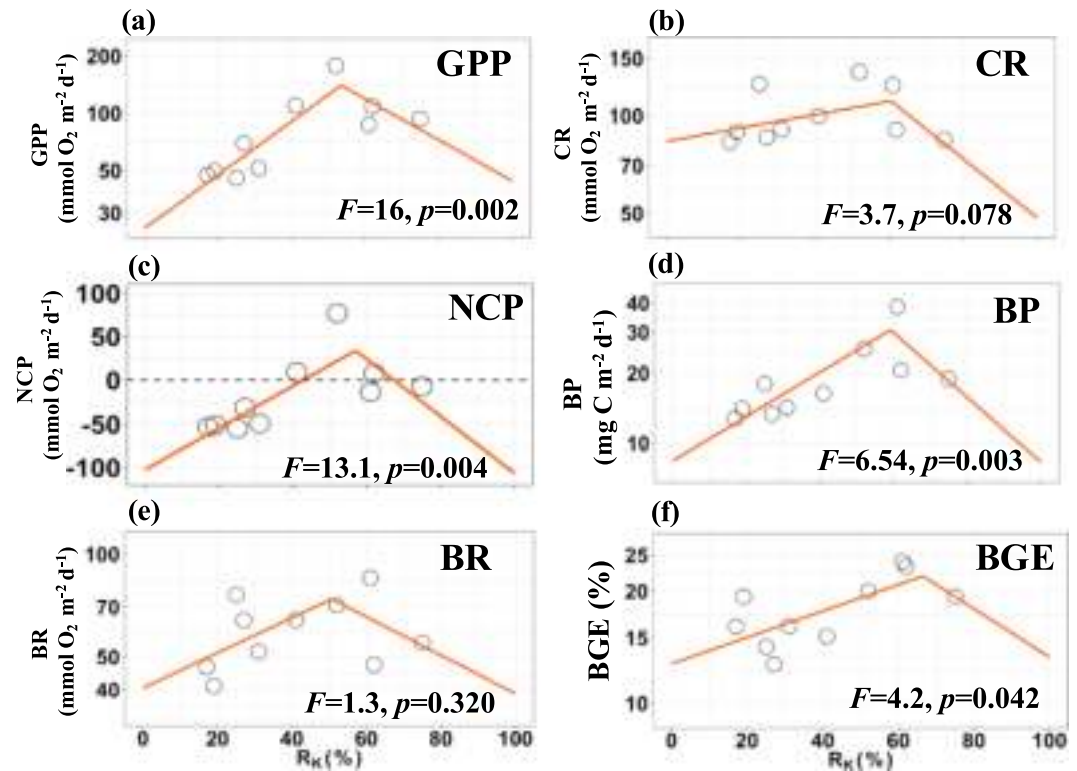 (a)
GPP
GPP
(mmol O₂ m⁻² d⁻¹)
200
100
50
30
F=16, p=0.002
(b)
CR
CR
(mmol O₂ m⁻² d⁻¹)
150
100
70
50
F=3.7, p=0.078
(c)
NCP
NCP
(mmol O₂ m⁻² d⁻¹)
100
50
0
-50
-100
F=13.1, p=0.004
(d)
BP
BP
(mg C m⁻² d⁻¹)
40
30
20
10
F=6.54, p=0.003
(e)
BR
BR
(mmol O₂ m⁻² d⁻¹)
100
70
50
40
F=1.3, p=0.320
0 20 40 60 80 100
R_K(%)
(f)
BGE
BGE (%)
25
20
15
10
F=4.2, p=0.042
0 20 40 60 80 100
R_K(%)